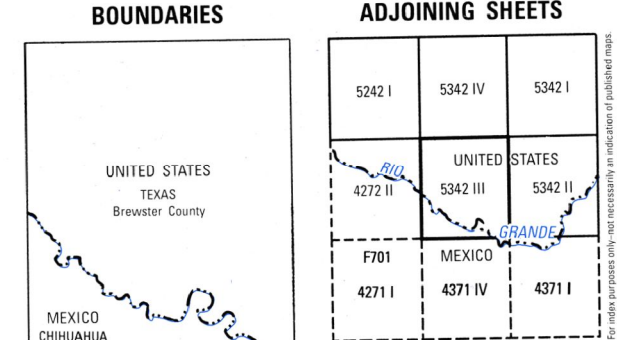 BOUNDARIES
UNITED STATES
TEXAS
Brewster County
MEXICO
CHIHUAHUA
ADJOINING SHEETS
5242 I
5342 IV
5342 I
RIO
UNITED STATES
4272 II
5342 III
5342 II
GRANDE
F701
MEXICO
4271 I
4371 IV
4371 I
For index purposes only--not necessarily an indication of published maps.